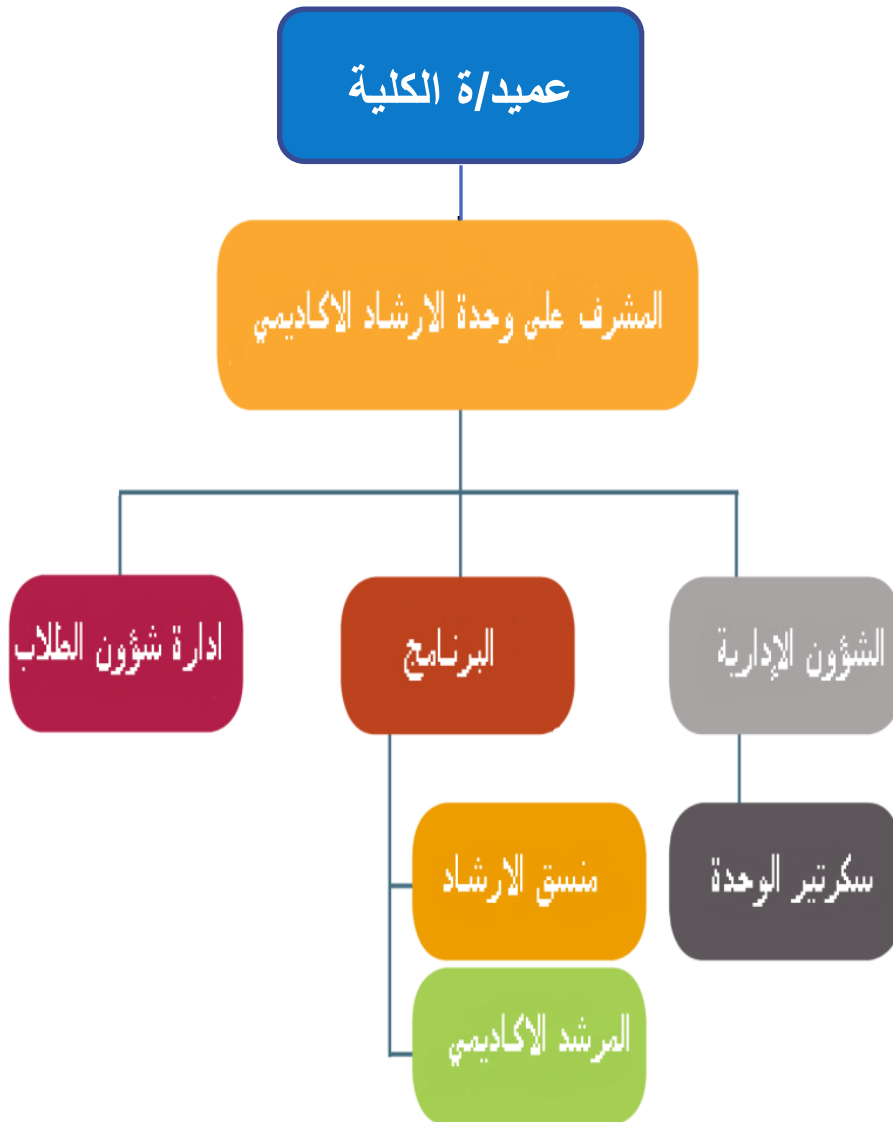 عميد/ة الكلية
المشرف على وحدة الارشاد الاكاديمي
الشؤون الإدارية
البرنامج
ادارة شؤون الطلاب
سكرتير الوحدة
منسق الارشاد
المرشد الاكاديمي